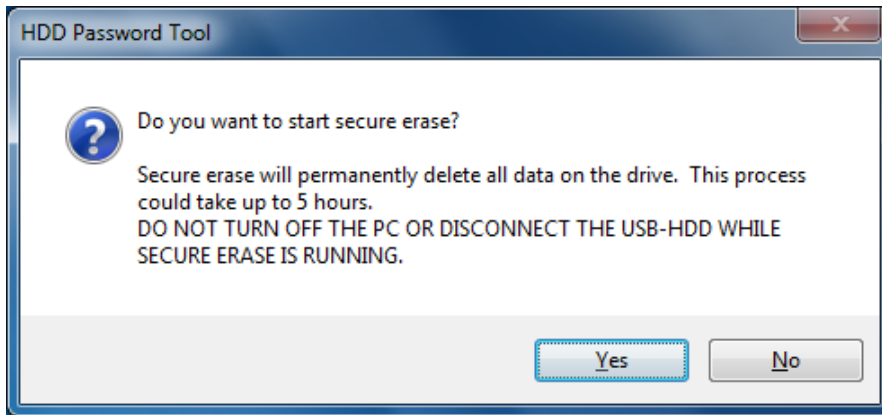 HDD Password Tool
Do you want to start secure erase?
Secure erase will permanently delete all data on the drive.  This process
could take up to 5 hours.
DO NOT TURN OFF THE PC OR DISCONNECT THE USB-HDD WHILE
SECURE ERASE IS RUNNING.
Yes
No